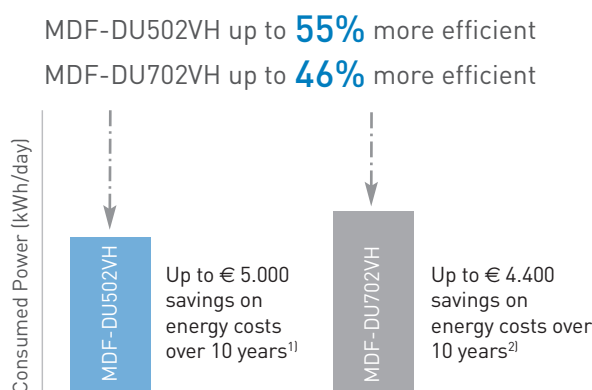 MDF-DU502VH up to 55% more efficient
MDF-DU702VH up to 46% more efficient
Consumed Power (kWh/day)
MDF-DU502VH
Up to € 5.000
savings on
energy costs
over 10 years¹⁾
MDF-DU702VH
Up to € 4.400
savings on
energy costs over
10 years²⁾